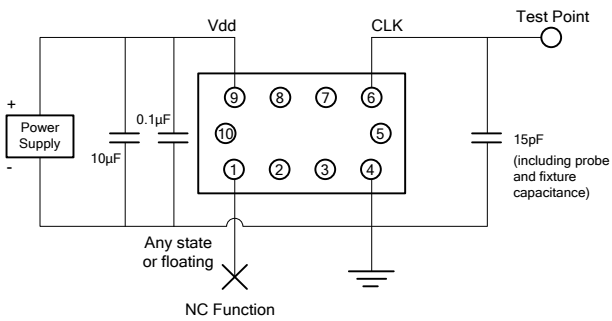 Test Point
Vdd
CLK
9
8
7
6
+
Power
Supply
-
10µF
0.1µF
10
5
15pF
(including probe
and fixture
capacitance)
1
2
3
4
Any state
or floating
NC Function